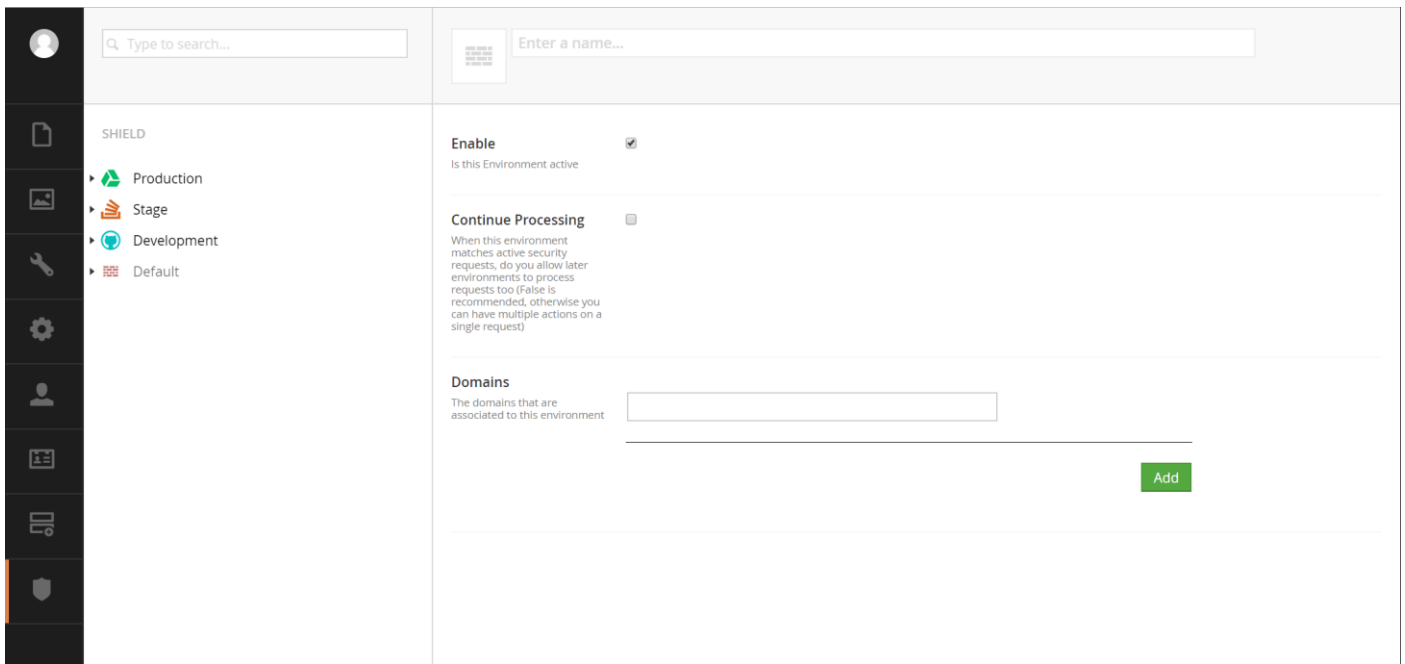 Type to search...
Enter a name...
SHIELD
Production
Stage
Development
Default
Enable
Is this Environment active
Continue Processing
When this environment
matches active security
requests, do you allow later
environments to process
requests too (False is
recommended, otherwise you
can have multiple actions on a
single request)
Domains
The domains that are
associated to this environment
Add